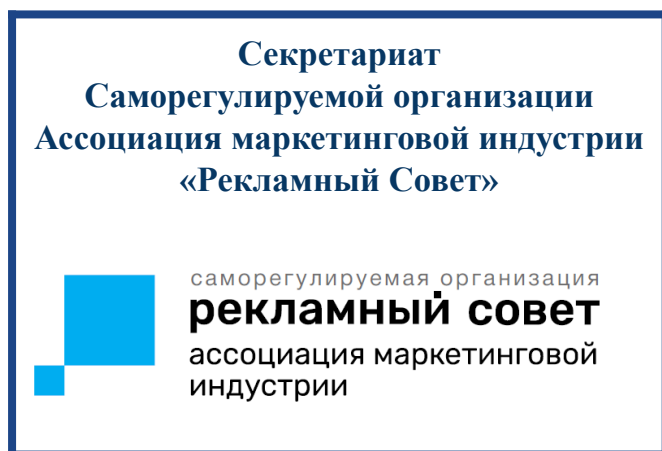 Секретариат
Саморегулируемой организации
Ассоциация маркетинговой индустрии
«Рекламный Совет»
саморегулируемая организация
рекламный совет
ассоциация маркетинговой
индустрии